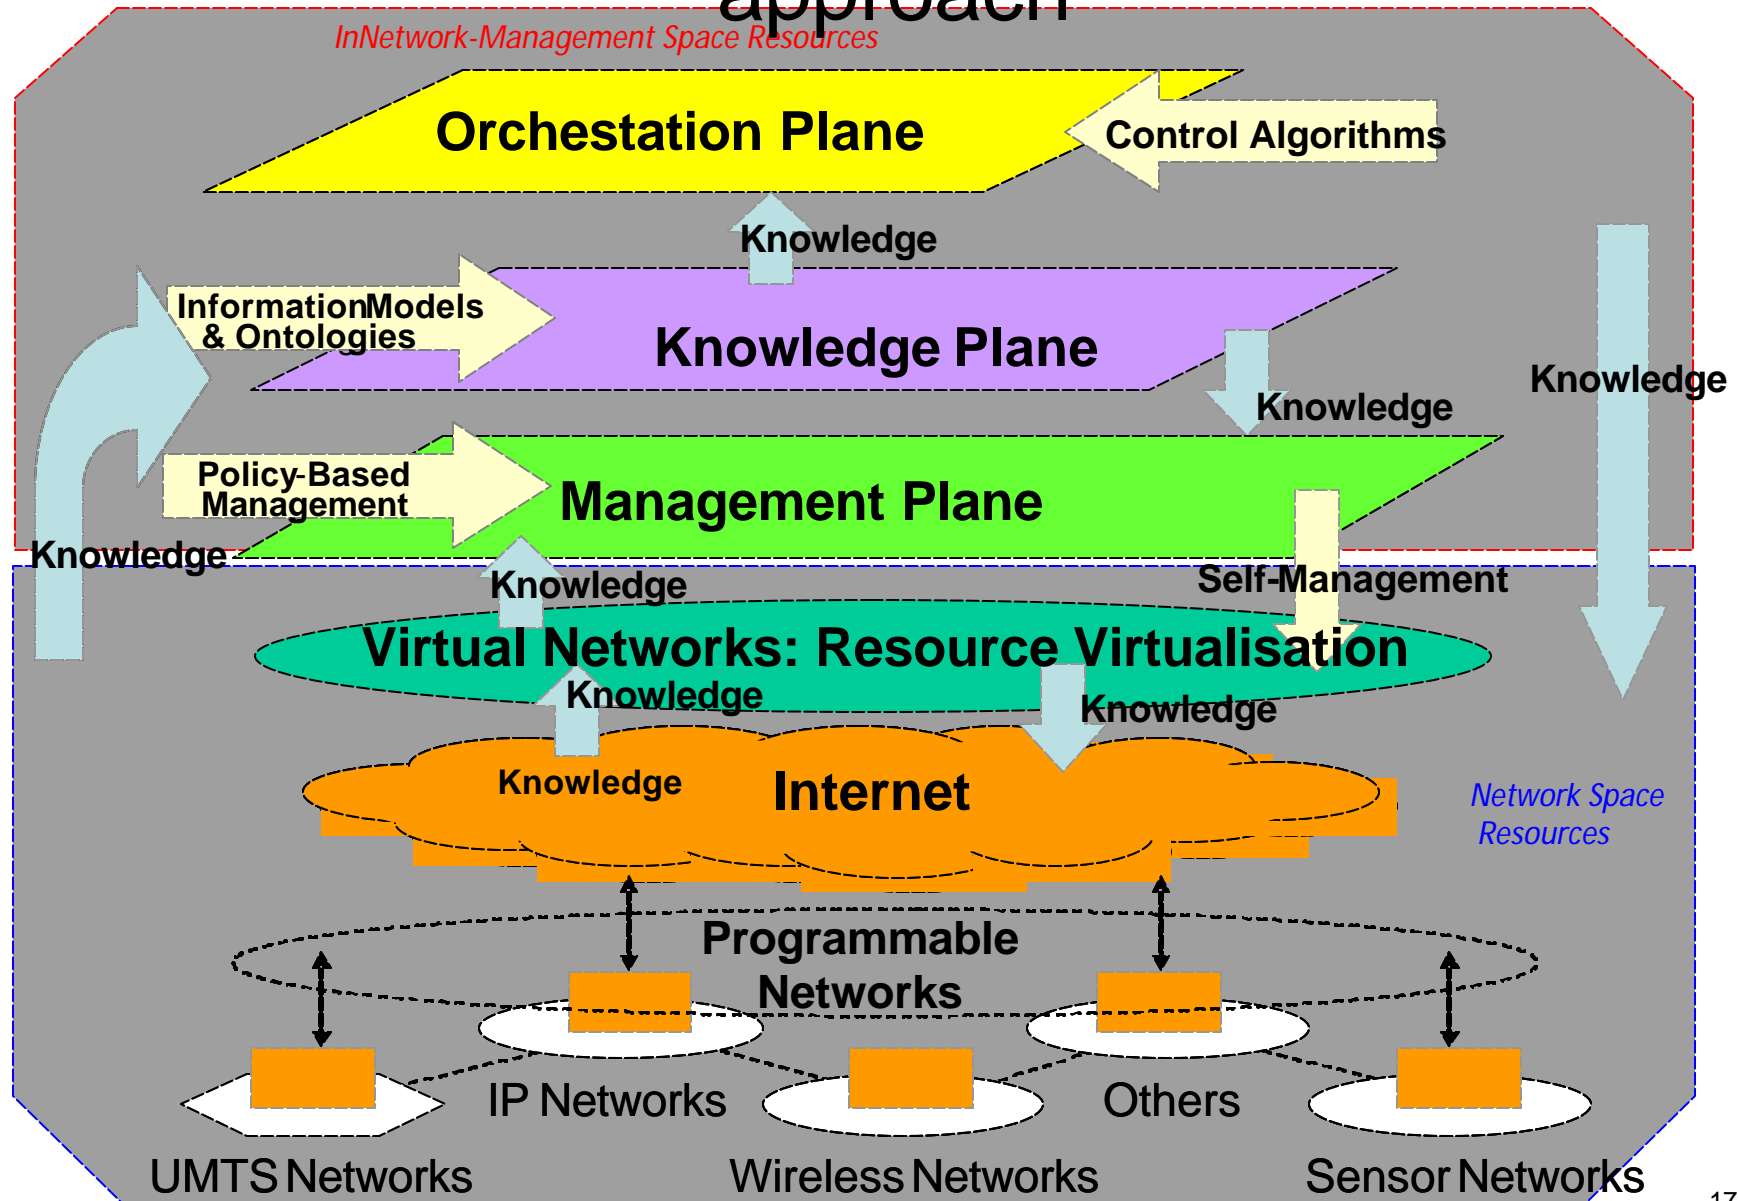 approach
InNetwork-Management Space Resources
Orchestation Plane
Control Algorithms
Knowledge
InformationModels
& Ontologies
Knowledge Plane
Knowledge
Knowledge
Policy-Based
Management
Management Plane
Knowledge
Knowledge
Self-Management
Virtual Networks: Resource Virtualisation
Knowledge
Knowledge
Knowledge
Internet
Network Space
Resources
Programmable
Networks
IP Networks
Others
UMTS Networks
Wireless Networks
Sensor Networks
17